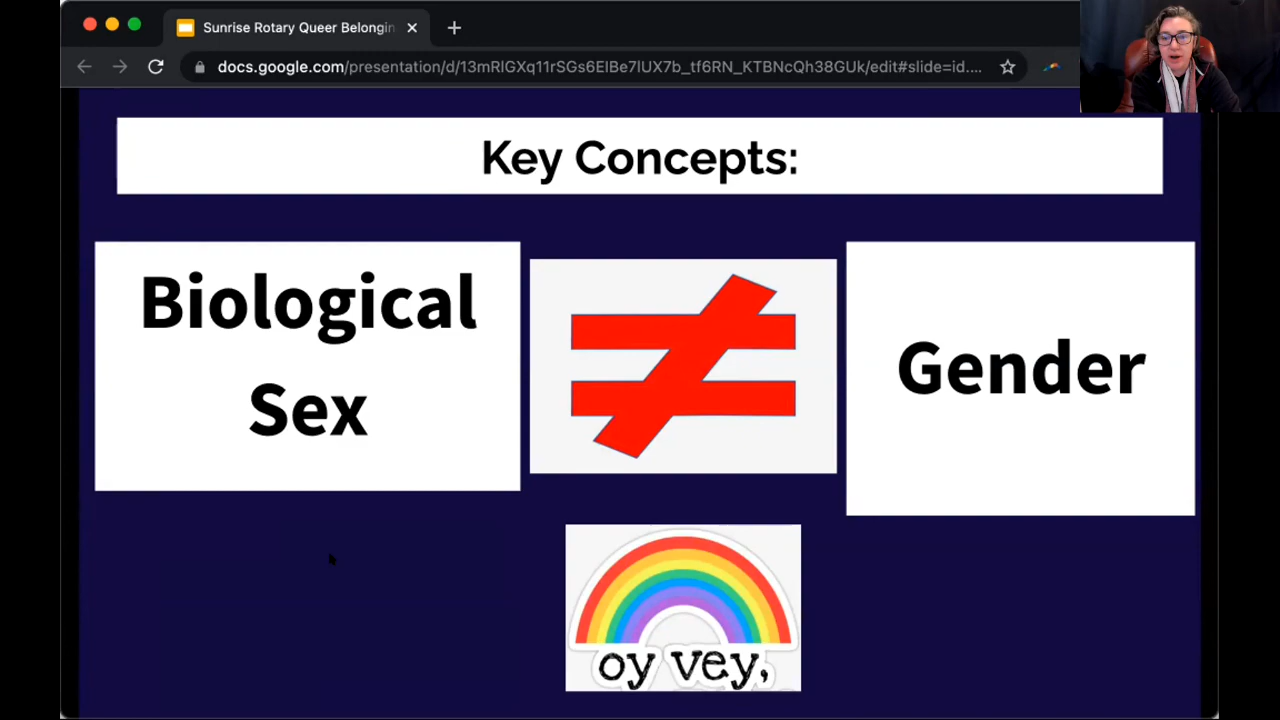 Sunrise Rotary Queer Belongin
docs.google.com/presentation/d/13mRlGXq11rSGs6ElBe7lUX7b_tf6RN_KTBNcQh38GUk/edit#slide=id....
Key Concepts:
Biological
Sex
≠
Gender
oy vey,